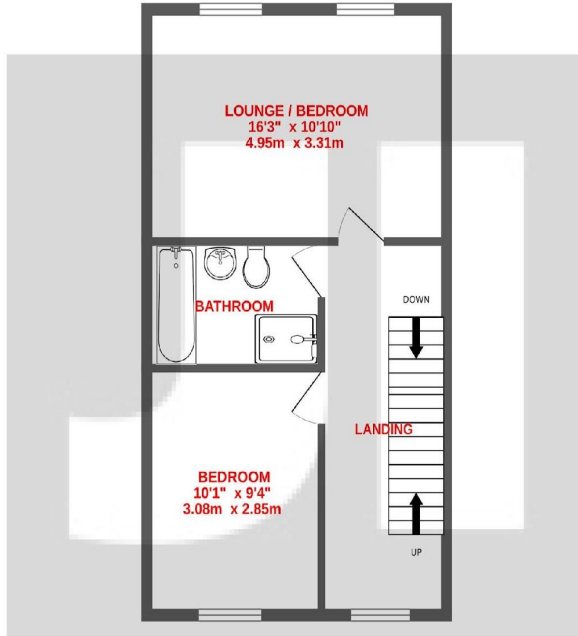 LOUNGE / BEDROOM
16'3" x 10'10"
4.95m x 3.31m
BATHROOM
DOWN
LANDING
BEDROOM
10'1" x 9'4"
3.08m x 2.85m
UP